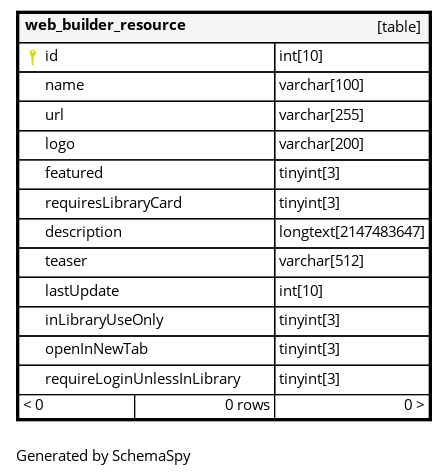 web_builder_resource [table]
id int[10]
name varchar[100]
url varchar[255]
logo varchar[200]
featured tinyint[3]
requiresLibraryCard tinyint[3]
description longtext[2147483647]
teaser varchar[512]
lastUpdate int[10]
inLibraryUseOnly tinyint[3]
openInNewTab tinyint[3]
requireLoginUnlessInLibrary tinyint[3]
< 0 0 rows 0 >
Generated by SchemaSpy